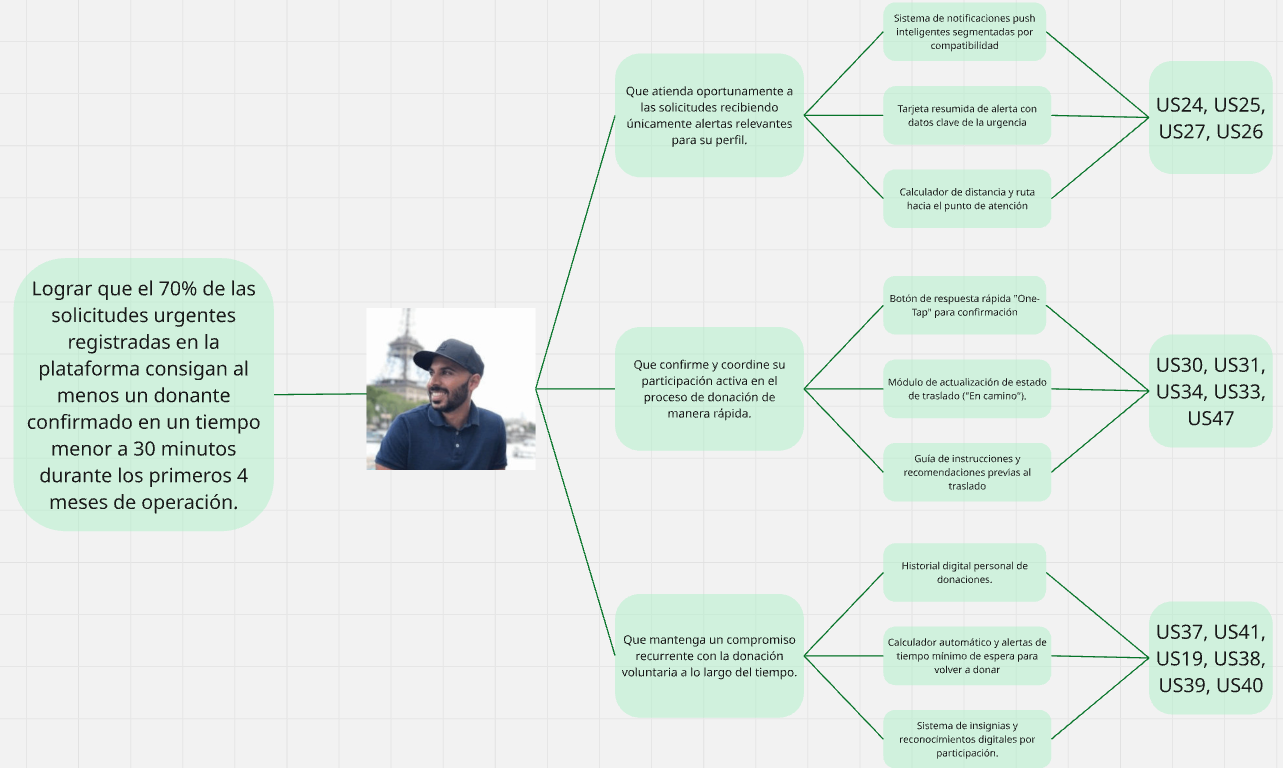 Lograr que el 70% de las
solicitudes urgentes
registradas en la
plataforma consigan al
menos un donante
confirmado en un tiempo
menor a 30 minutos
durante los primeros 4
meses de operación.
Que atienda oportunamente a
las solicitudes recibiendo
únicamente alertas relevantes
para su perfil.
Sistema de notificaciones push
inteligentes segmentadas por
compatibilidad
Tarjeta resumida de alerta con
datos clave de la urgencia
Calculador de distancia y ruta
hacia el punto de atención
US24, US25,
US27, US26
Que confirme y coordine su
participación activa en el
proceso de donación de
manera rápida.
Botón de respuesta rápida "One-
Tap" para confirmación
Módulo de actualización de estado
de traslado ("En camino").
Guía de instrucciones y
recomendaciones previas al
traslado
US30, US31,
US34, US33,
US47
Que mantenga un compromiso
recurrente con la donación
voluntaria a lo largo del tiempo.
Historial digital personal de
donaciones.
Calculador automático y alertas de
tiempo mínimo de espera para
volver a donar
Sistema de insignias y
reconocimientos digitales por
participación.
US37, US41,
US19, US38,
US39, US40